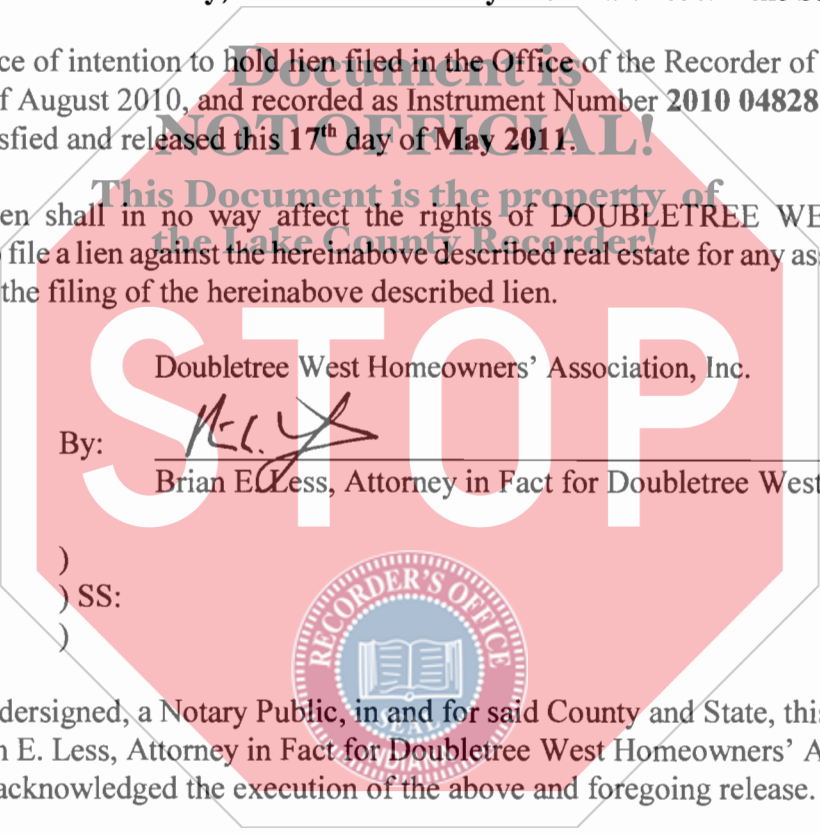 ce of intention to hold lien filed in the Office of the Recorder of
Document is
f August 2010, and recorded as Instrument Number 2010 04828
NOT OFFICIAL!
sfied and released this 17th day of May 2011.
This Document is the property of
en shall in no way affect the rights of DOUBLETREE WE
the Lake County Recorder!
file a lien against the hereinabove described real estate for any as
the filing of the hereinabove described lien.
STOP
Doubletree West Homeowners' Association, Inc.
By:
Brian E. Less, Attorney in Fact for Doubletree West
)
) SS:
)
RECORDER'S OFFICE
SEAL
INDIANA
dersigned, a Notary Public, in and for said County and State, this
n E. Less, Attorney in Fact for Doubletree West Homeowners' A
acknowledged the execution of the above and foregoing release.